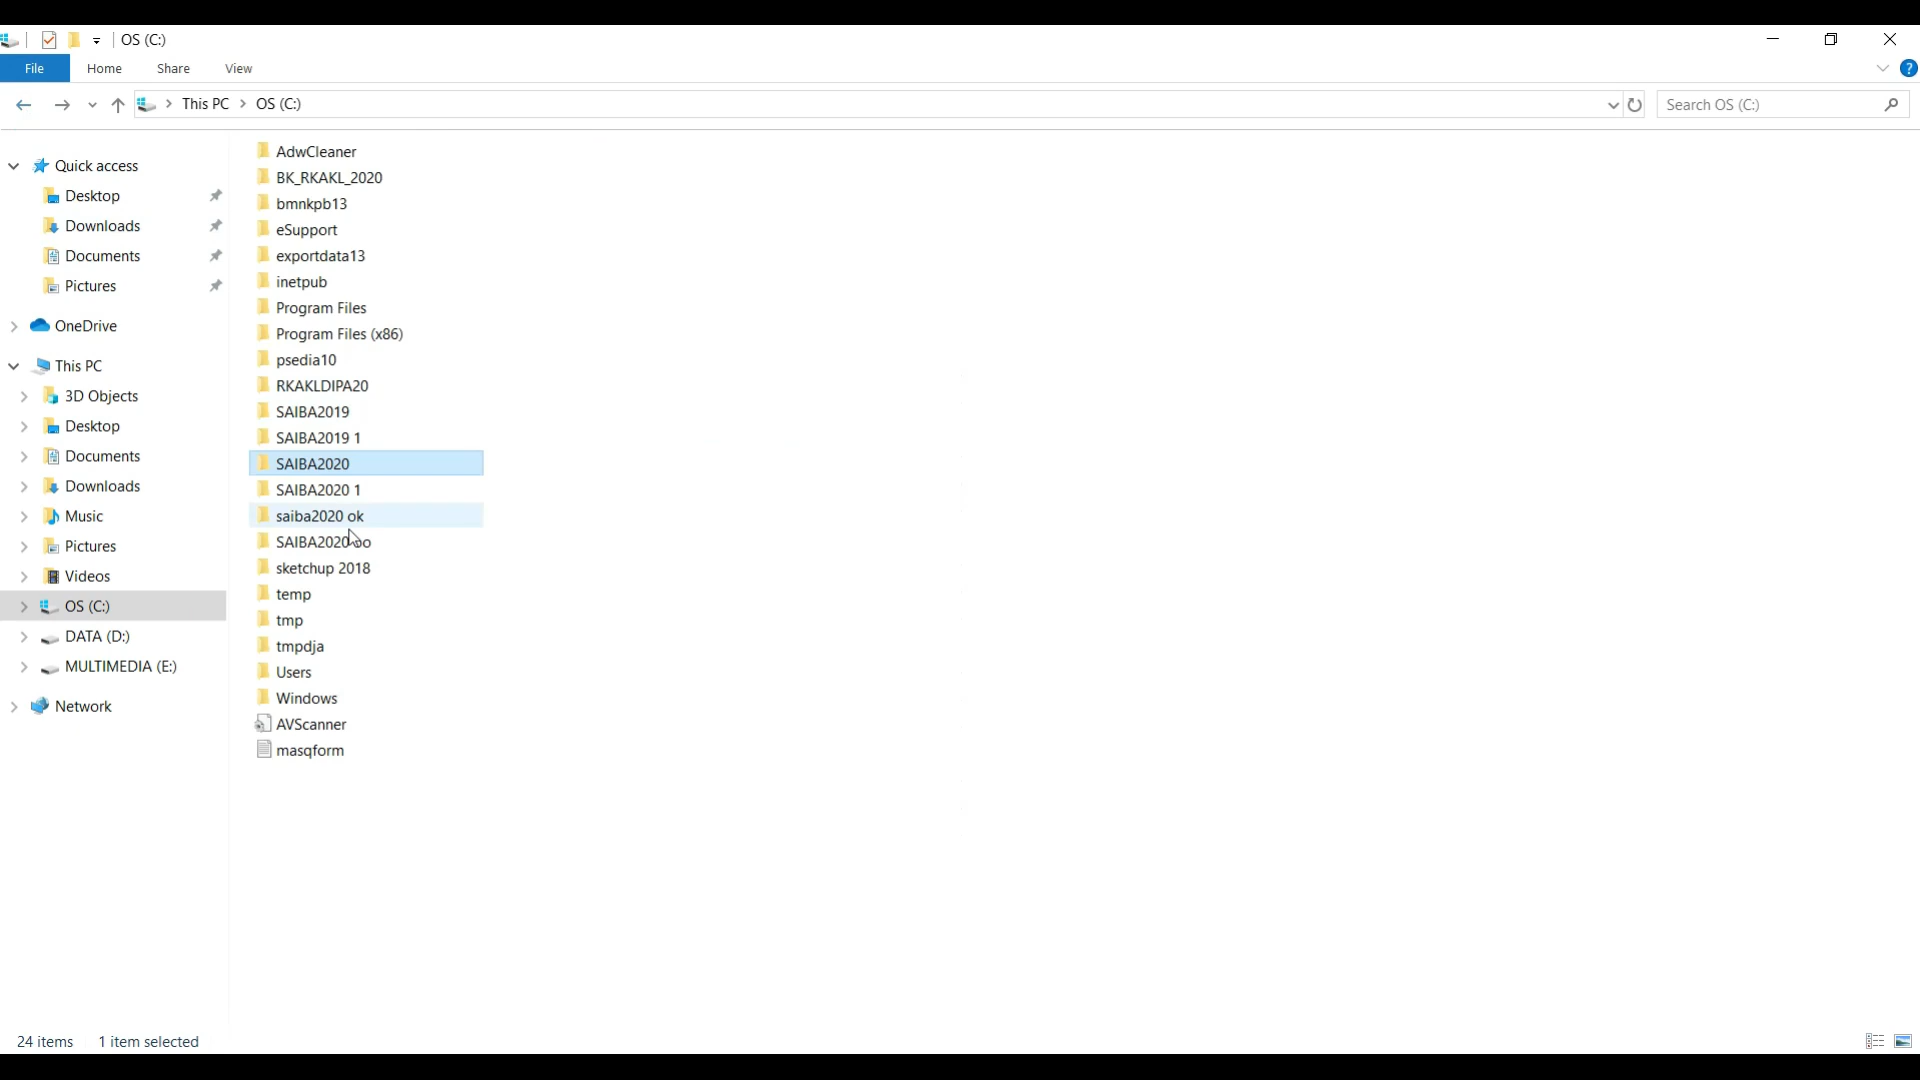 OS (C:)
File Home Share View
This PC OS (C:)
Search OS (C:)
Quick access
Desktop
Downloads
Documents
Pictures
OneDrive
This PC
3D Objects
Desktop
Documents
Downloads
Music
Pictures
Videos
OS (C:)
DATA (D:)
MULTIMEDIA (E:)
Network
AdwCleaner
BK_RKAKL_2020
bmnkpb13
eSupport
exportdata13
inetpub
Program Files
Program Files (x86)
psedia10
RKAKLDIPA20
SAIBA2019
SAIBA2019 1
SAIBA2020
SAIBA2020 1
saiba2020 ok
SAIBA2020
sketchup 2018
temp
tmp
tmpdja
Users
Windows
AVScanner
masqform
24 items 1 item selected